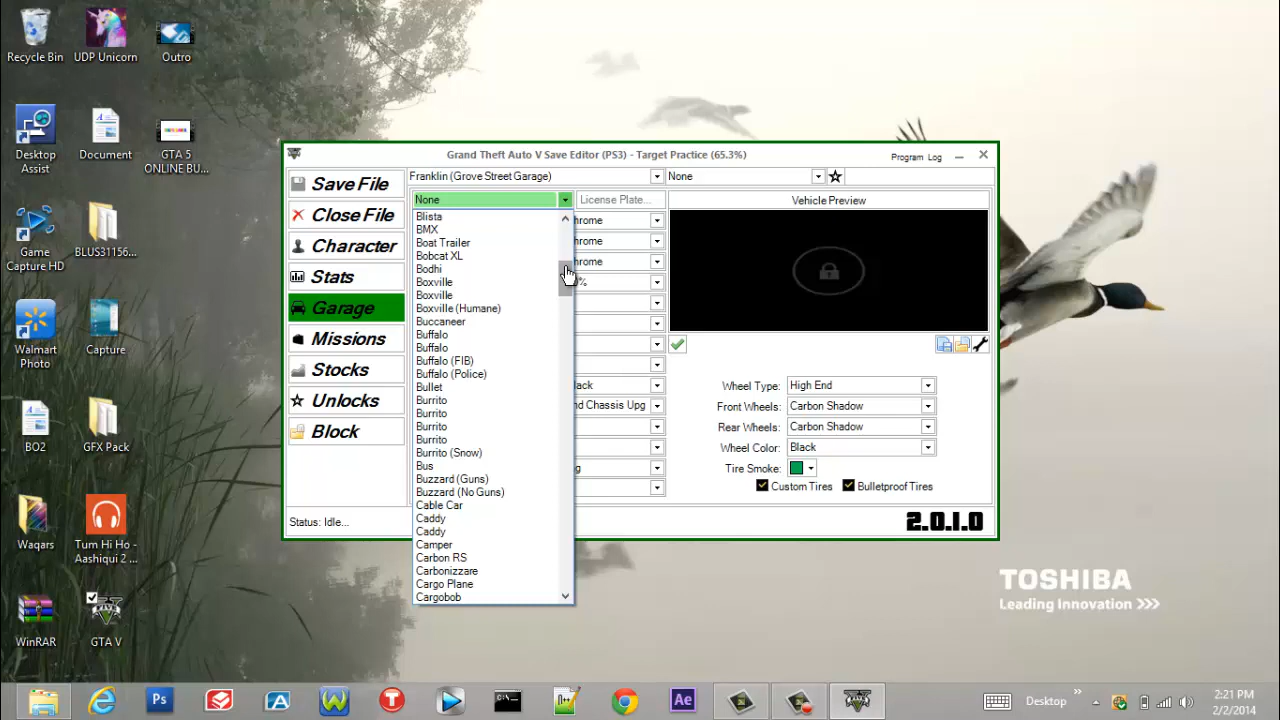 Recycle Bin
UDP Unicorn
Outro
Desktop
Assist
Document
GTA 5
ONLINE BU...
Game
Capture HD
BLUS31156...
Walmart
Photo
Capture
BO2
GFX Pack
Waqars
Tum Hi Ho -
Aashiqui 2 ...
WinRAR
GTA V
Grand Theft Auto V Save Editor (PS3) - Target Practice (65.3%)
Program Log
Save File
Close File
Character
Stats
Garage
Missions
Stocks
Unlocks
Block
Status: Idle...
Franklin (Grove Street Garage)
None
None
License Plate...
Blista
BMX
Boat Trailer
Bobcat XL
Bodhi
Boxville
Boxville
Boxville (Humane)
Buccaneer
Buffalo
Buffalo
Buffalo (FIB)
Buffalo (Police)
Bullet
Burrito
Burrito
Burrito
Burrito
Burrito (Snow)
Bus
Buzzard (Guns)
Buzzard (No Guns)
Cable Car
Caddy
Caddy
Camper
Carbon RS
Carbonizzare
Cargo Plane
Cargobob
hrome
hrome
hrome
%
lack
nd Chassis Upg
g
Vehicle Preview
Wheel Type: High End
Front Wheels: Carbon Shadow
Rear Wheels: Carbon Shadow
Wheel Color: Black
Tire Smoke:
Custom Tires Bulletproof Tires
2.0.1.0
TOSHIBA
Leading Innovation >>>
Ps
Ae
Desktop
2:21 PM
2/2/2014